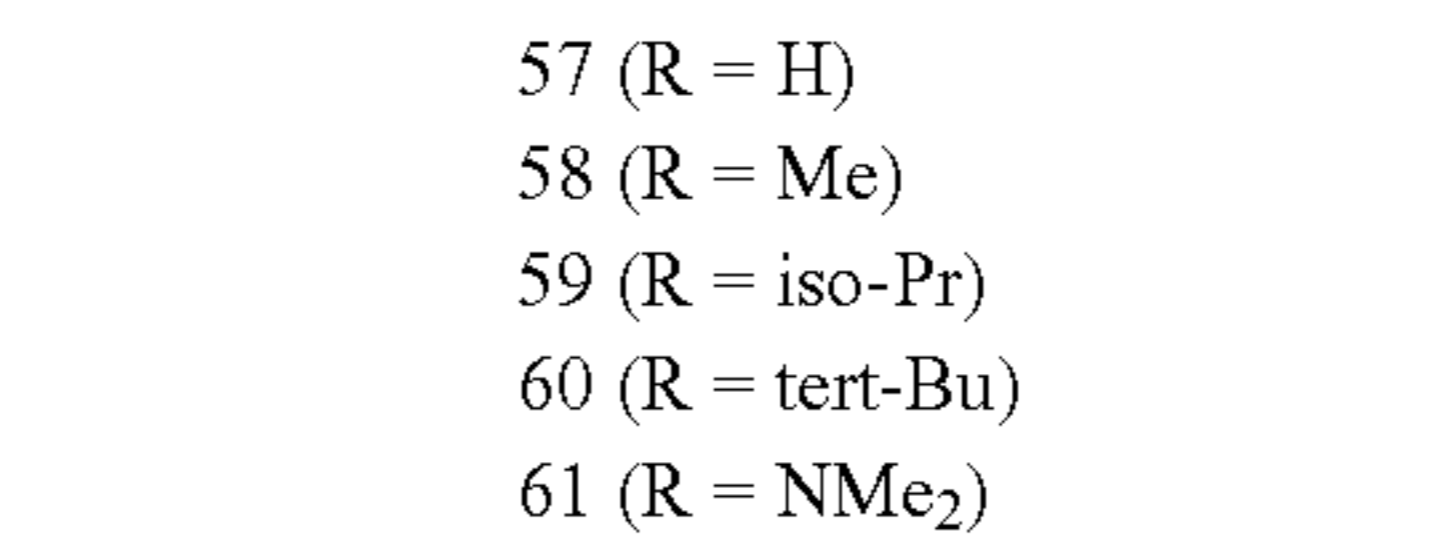 57 (R = H)
58 (R = Me)
59 (R = iso-Pr)
60 (R = tert-Bu)
61 (R = NMe₂)